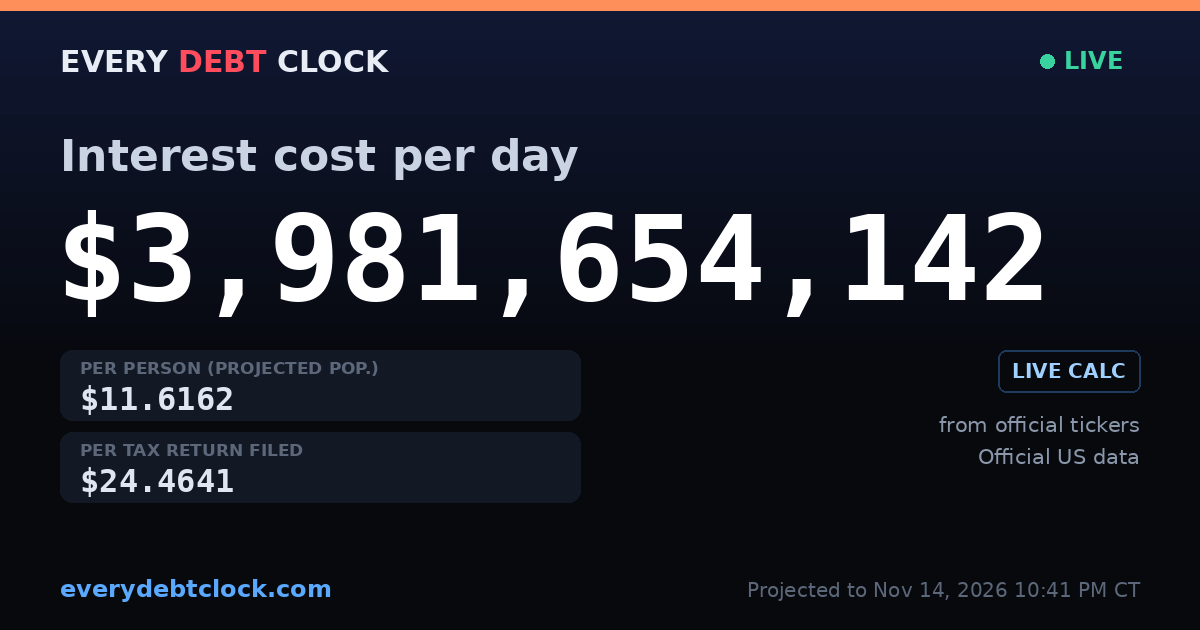 EVERY DEBT CLOCK
LIVE
Interest cost per day
$3,981,654,142
PER PERSON (PROJECTED POP.)
$11.6162
PER TAX RETURN FILED
$24.4641
LIVE CALC
from official tickers
Official US data
everydebtclock.com
Projected to Nov 14, 2026 10:41 PM CT